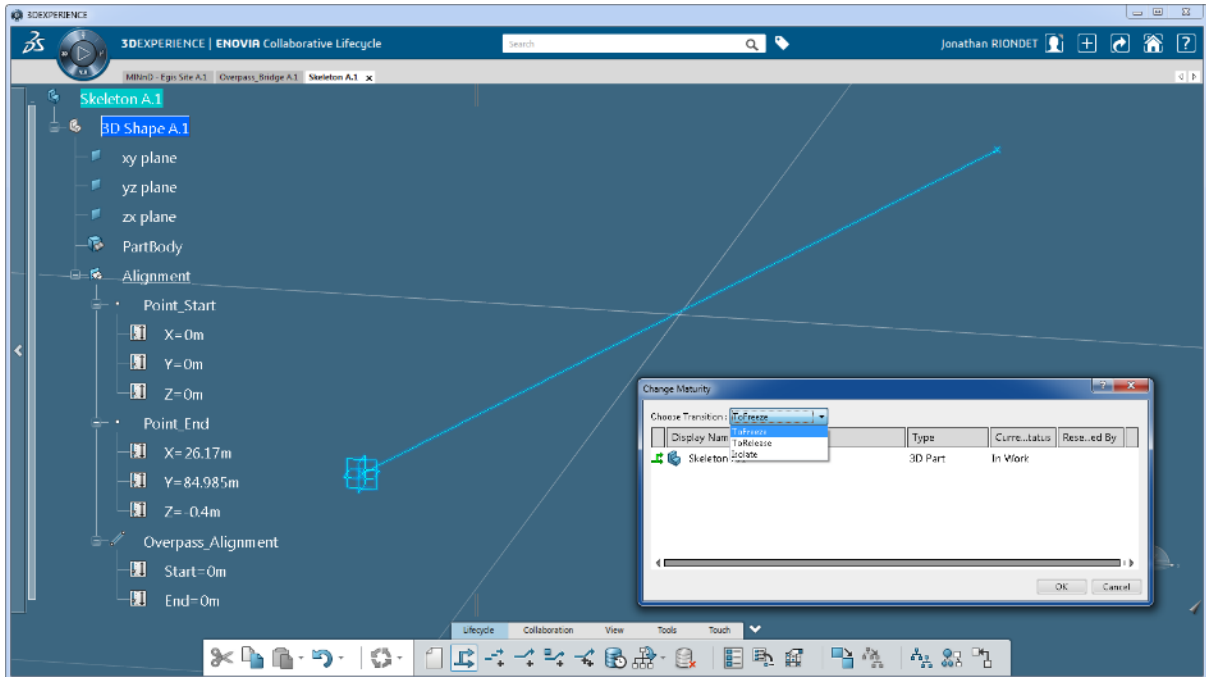 3DEXPERIENCE
3DEXPERIENCE | ENOVIA Collaborative Lifecycle
Search
Jonathan RIONDET
MINnD - Egis Site A.1 Overpass_Bridge A.1 Skeleton A.1 x
Skeleton A.1
3D Shape A.1
xy plane
yz plane
zx plane
PartBody
Alignment
Point_Start
X=0m
Y=0m
Z=0m
Point_End
X=26.17m
Y=84.985m
Z=-0.4m
Overpass_Alignment
Start=0m
End=0m
Change Maturity
Choose Transition: ToFreeze
ToFreeze
ToRelease
Isolate
Display Nam Type Curre...tatus Rese...ed By
Skeleton 3D Part In Work
OK Cancel
Lifecycle Collaboration View Tools Touch